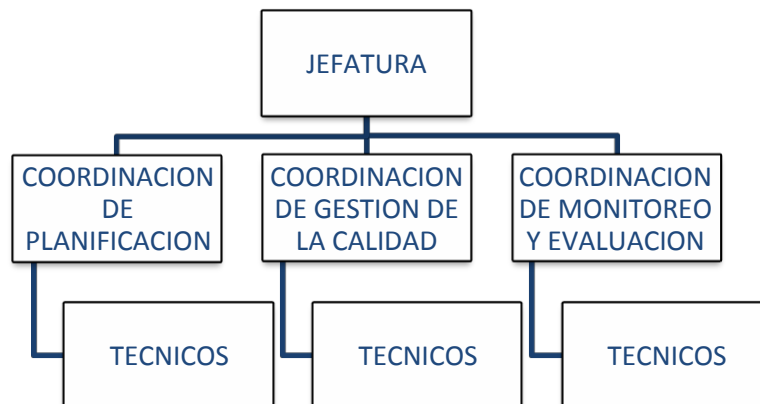 JEFATURA
COORDINACION
DE
PLANIFICACION
COORDINACION
DE GESTION DE
LA CALIDAD
COORDINACION
DE MONITOREO
Y EVALUACION
TECNICOS
TECNICOS
TECNICOS